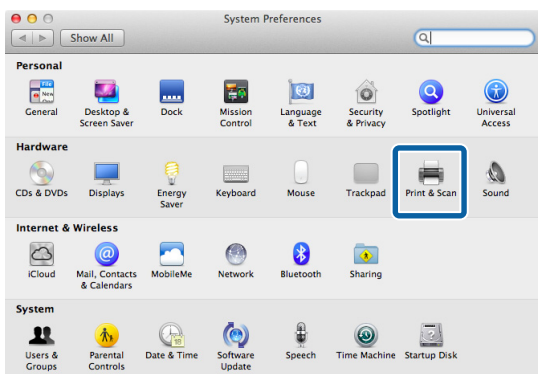 System Preferences
Show All
Personal
General
Desktop &
Screen Saver
Dock
Mission
Control
Language
& Text
Security
& Privacy
Spotlight
Universal
Access
Hardware
CDs & DVDs
Displays
Energy
Saver
Keyboard
Mouse
Trackpad
Print & Scan
Sound
Internet & Wireless
iCloud
Mail, Contacts
& Calendars
MobileMe
Network
Bluetooth
Sharing
System
Users &
Groups
Parental
Controls
Date & Time
Software
Update
Speech
Time Machine
Startup Disk